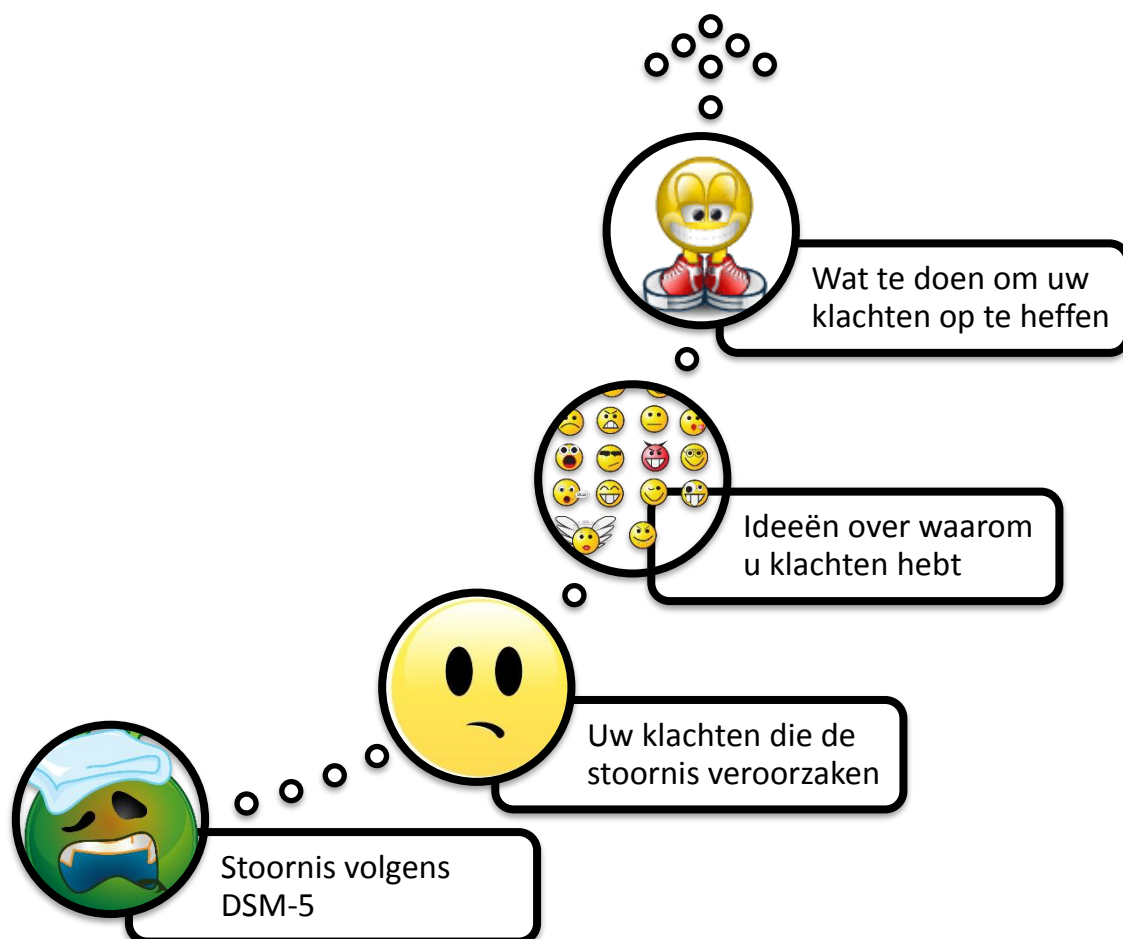 Wat te doen om uw
klachten op te heffen
Ideeën over waarom
u klachten hebt
Uw klachten die de
stoornis veroorzaken
Stoornis volgens
DSM-5